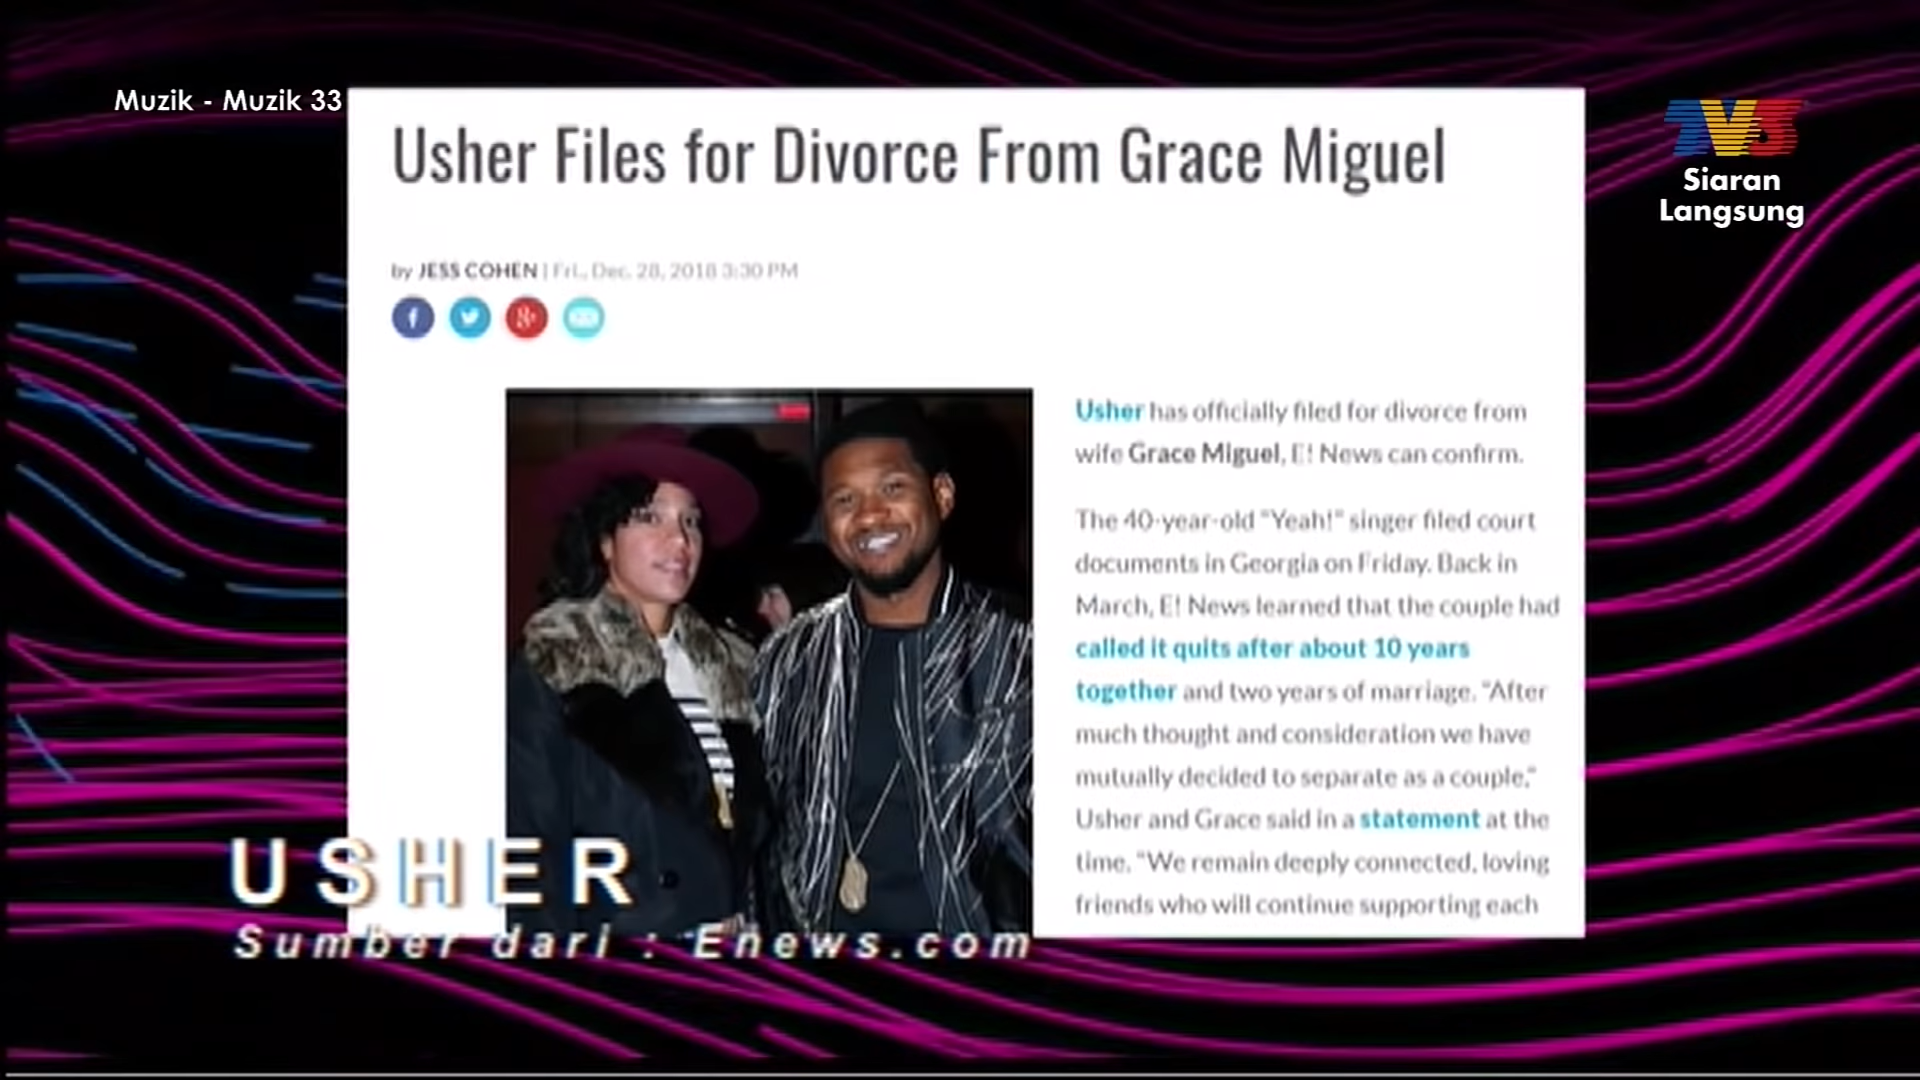 Muzik - Muzik 33
TV3
Siaran
Langsung
Usher Files for Divorce From Grace Miguel
by JESS COHEN | Fri., Dec. 28, 2018 3:30 PM
Usher has officially filed for divorce from
wife Grace Miguel, E! News can confirm.
The 40-year-old "Yeah!" singer filed court
documents in Georgia on Friday. Back in
March, E! News learned that the couple had
called it quits after about 10 years
together and two years of marriage. "After
much thought and consideration we have
mutually decided to separate as a couple,"
Usher and Grace said in a statement at the
time. "We remain deeply connected, loving
friends who will continue supporting each
USHER
Sumber dari : Enews.com